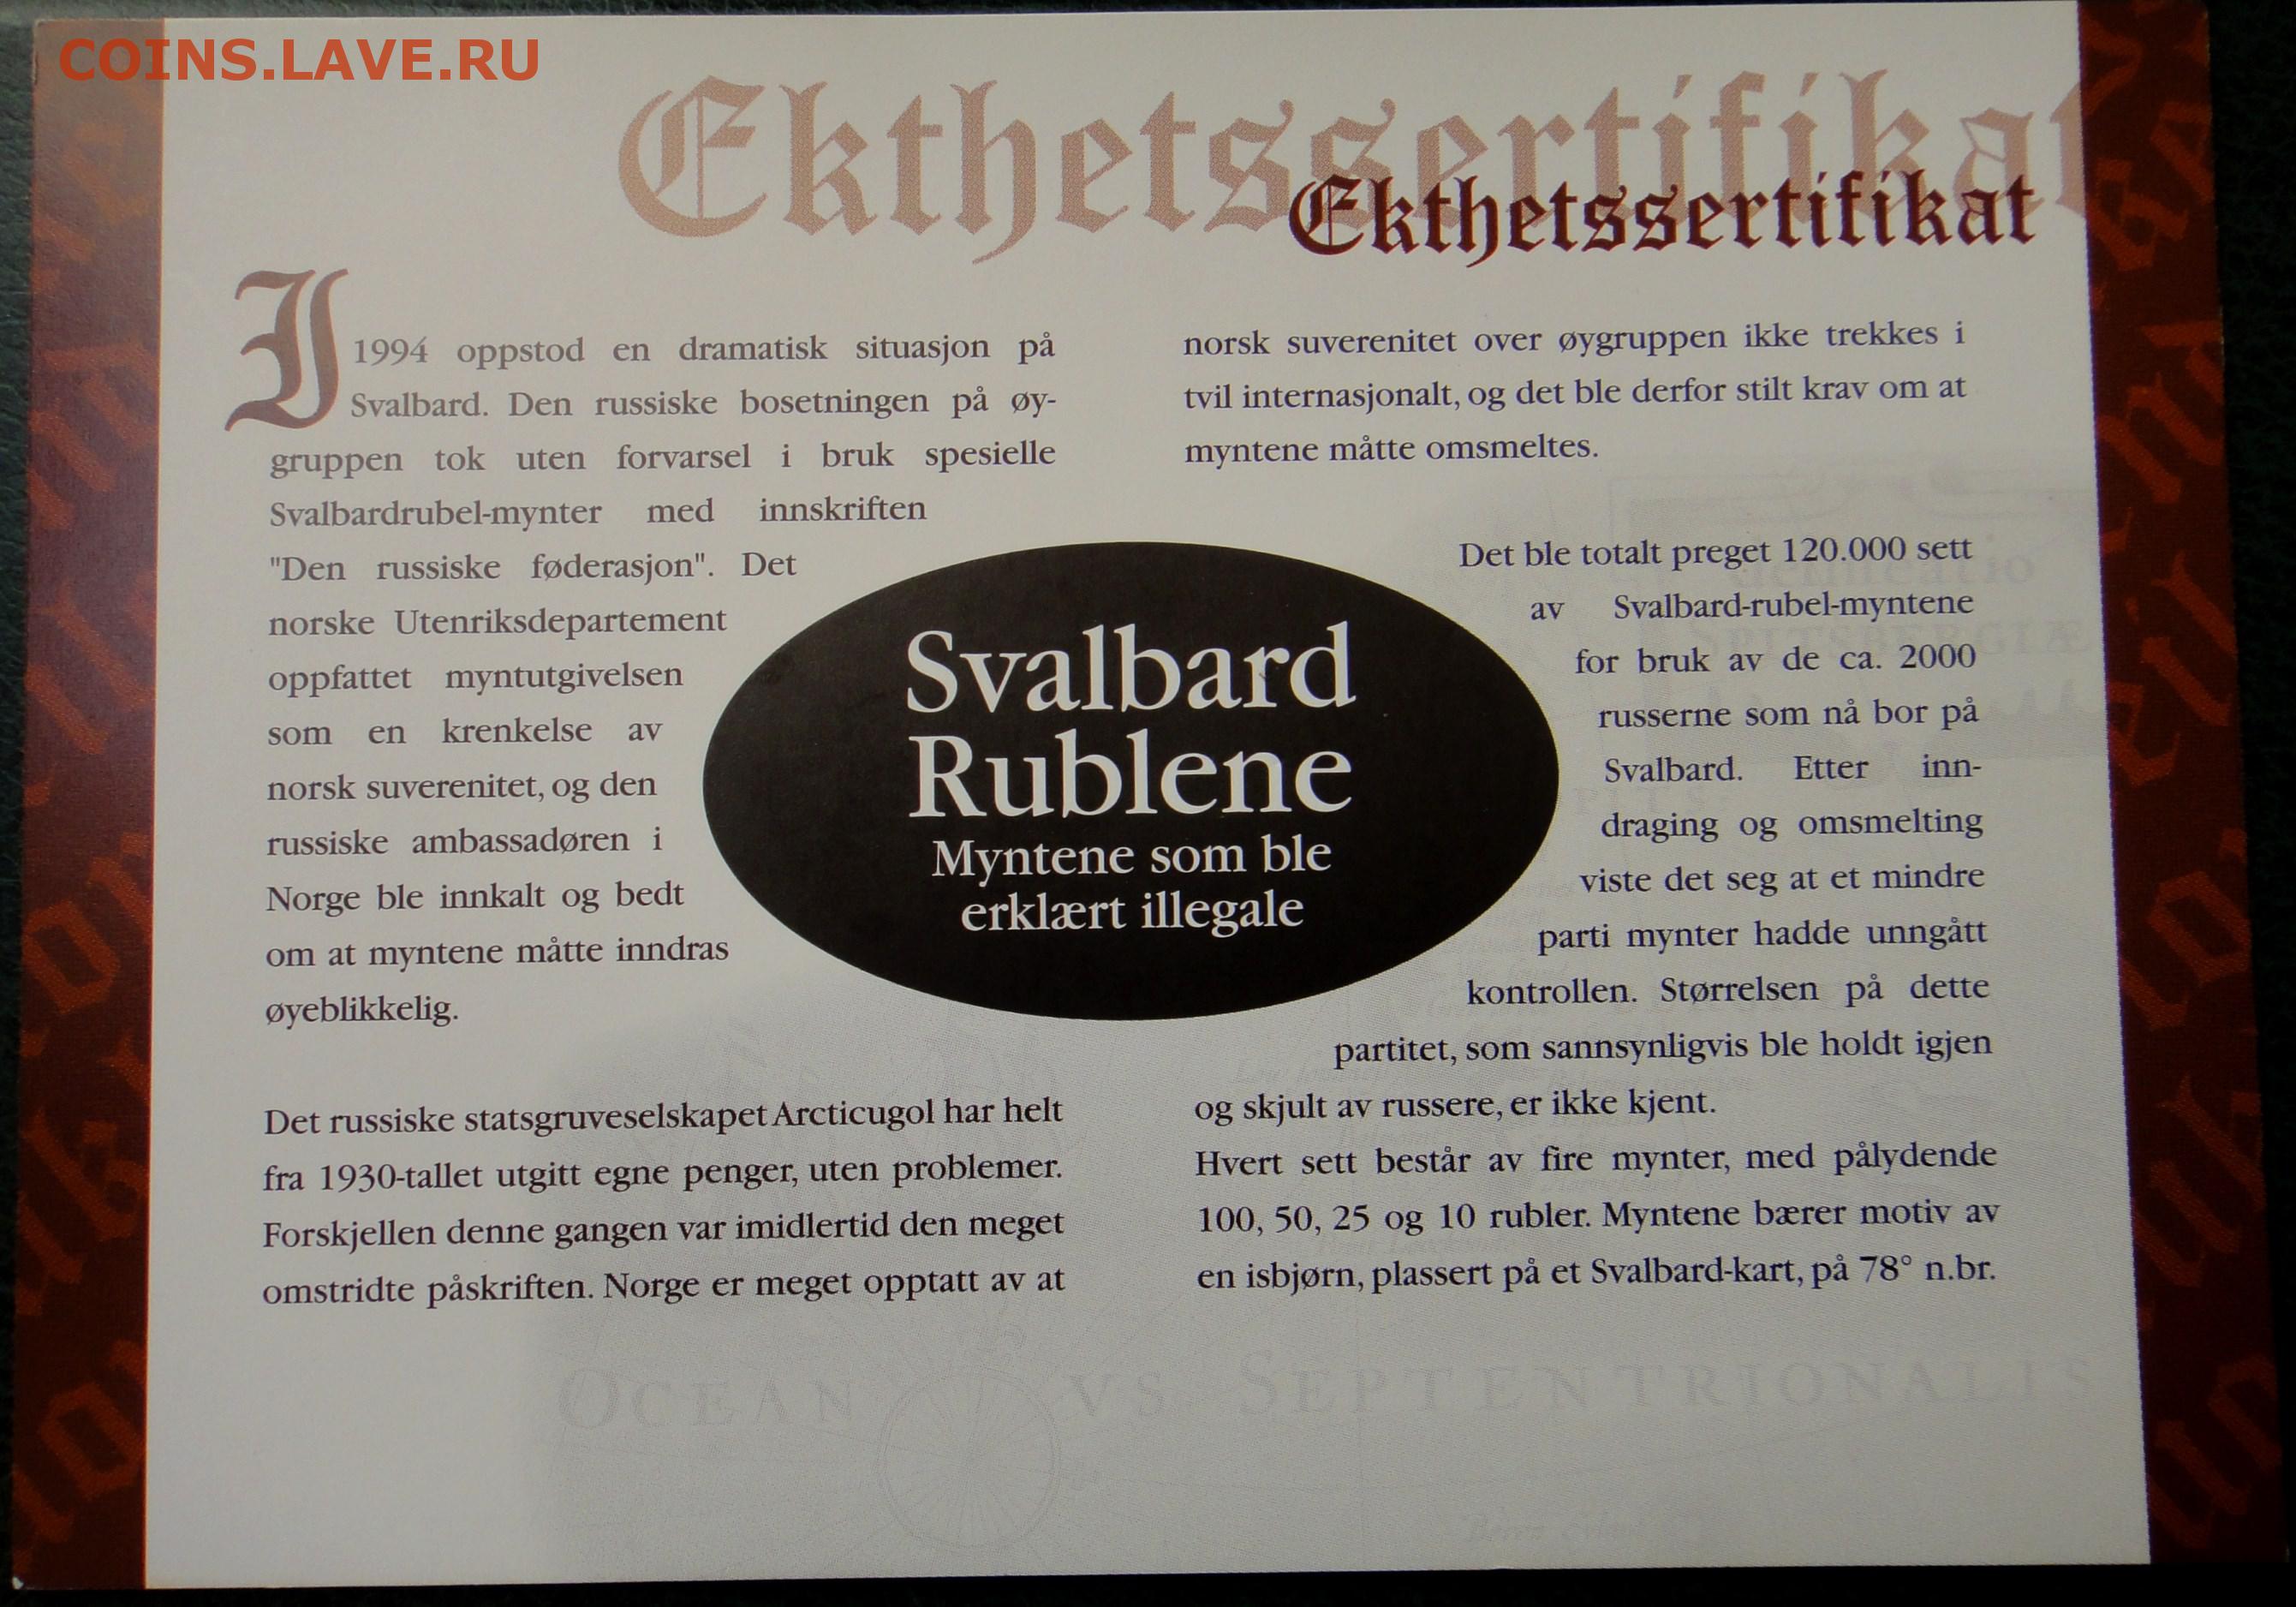 COINS.LAVE.RU
Ekthetssertifikat
Ekthetssertifikat
I 1994 oppstod en dramatisk situasjon på
Svalbard. Den russiske bosetningen på øy-
gruppen tok uten forvarsel i bruk spesielle
Svalbardrubel-mynter med innskriften
"Den russiske føderasjon". Det
norske Utenriksdepartement
oppfattet myntutgivelsen
som en krenkelse av
norsk suverenitet, og den
russiske ambassadøren i
Norge ble innkalt og bedt
om at myntene måtte inndras
øyeblikkelig.
Det russiske statsgruveselskapet Arcticugol har helt
fra 1930-tallet utgitt egne penger, uten problemer.
Forskjellen denne gangen var imidlertid den meget
omstridte påskriften. Norge er meget opptatt av at
Svalbard
Rublene
Myntene som ble
erklært illegale
norsk suverenitet over øygruppen ikke trekkes i
tvil internasjonalt, og det ble derfor stilt krav om at
myntene måtte omsmeltes.
Det ble totalt preget 120.000 sett
av Svalbard-rubel-myntene
for bruk av de ca. 2000
russerne som nå bor på
Svalbard. Etter inn-
draging og omsmelting
viste det seg at et mindre
parti mynter hadde unngått
kontrollen. Størrelsen på dette
partitet, som sannsynligvis ble holdt igjen
og skjult av russere, er ikke kjent.
Hvert sett består av fire mynter, med pålydende
100, 50, 25 og 10 rubler. Myntene bærer motiv av
en isbjørn, plassert på et Svalbard-kart, på 78° n.br.
OCEAN VS SEPTENTRIONALIS